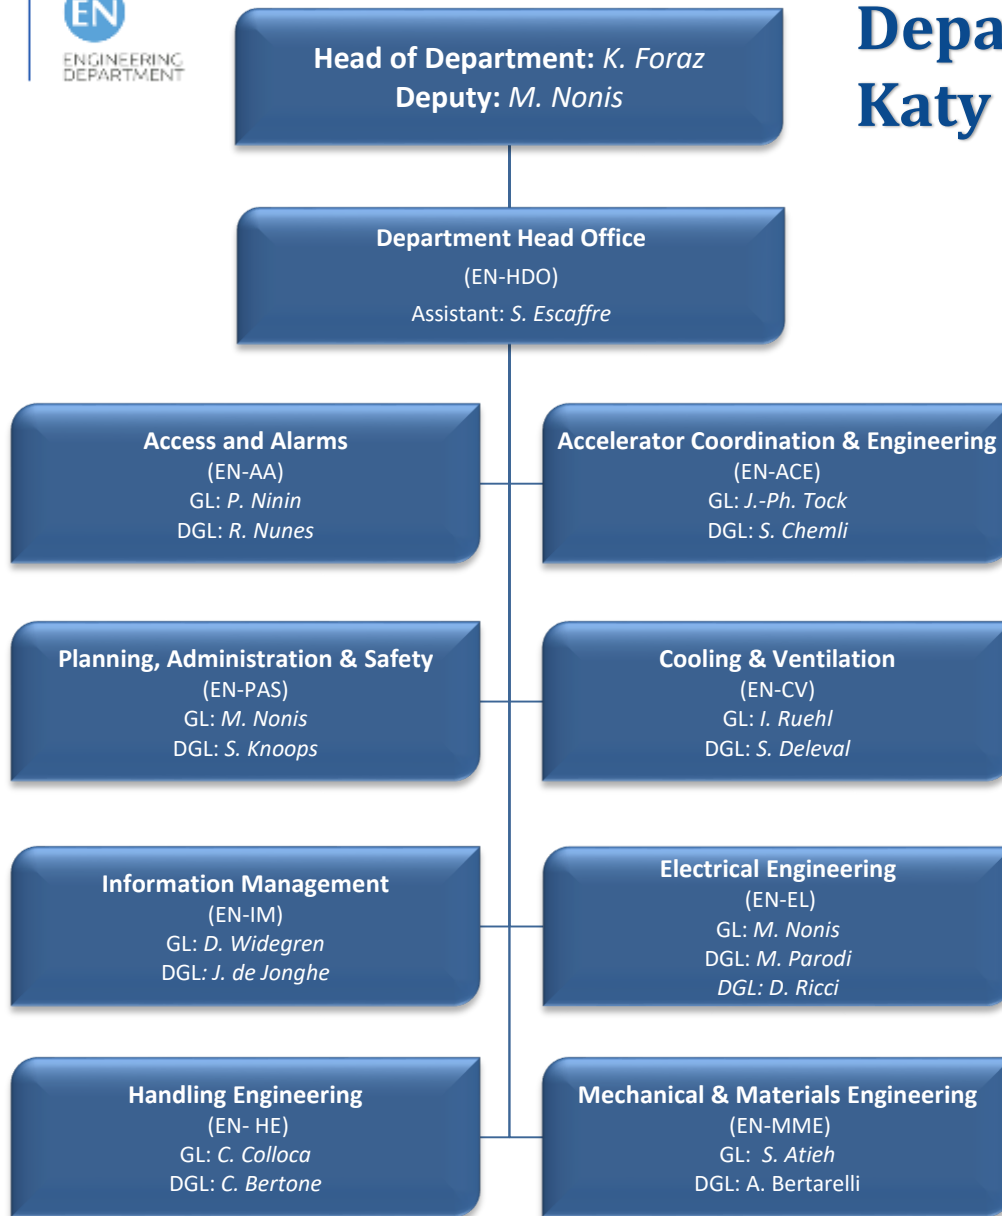 EN
ENGINEERING
DEPARTMENT
Head of Department: K. Foraz
Deputy: M. Nonis
Katy
Department Head Office
(EN-HDO)
Assistant: S. Escaffre
Access and Alarms
(EN-AA)
GL: P. Ninin
DGL: R. Nunes
Accelerator Coordination & Engineering
(EN-ACE)
GL: J.-Ph. Tock
DGL: S. Chemli
Planning, Administration & Safety
(EN-PAS)
GL: M. Nonis
DGL: S. Knoops
Cooling & Ventilation
(EN-CV)
GL: I. Ruehl
DGL: S. Deleval
Information Management
(EN-IM)
GL: D. Widegren
DGL: J. de Jonghe
Electrical Engineering
(EN-EL)
GL: M. Nonis
DGL: M. Parodi
DGL: D. Ricci
Handling Engineering
(EN- HE)
GL: C. Colloca
DGL: C. Bertone
Mechanical & Materials Engineering
(EN-MME)
GL: S. Atieh
DGL: A. Bertarelli